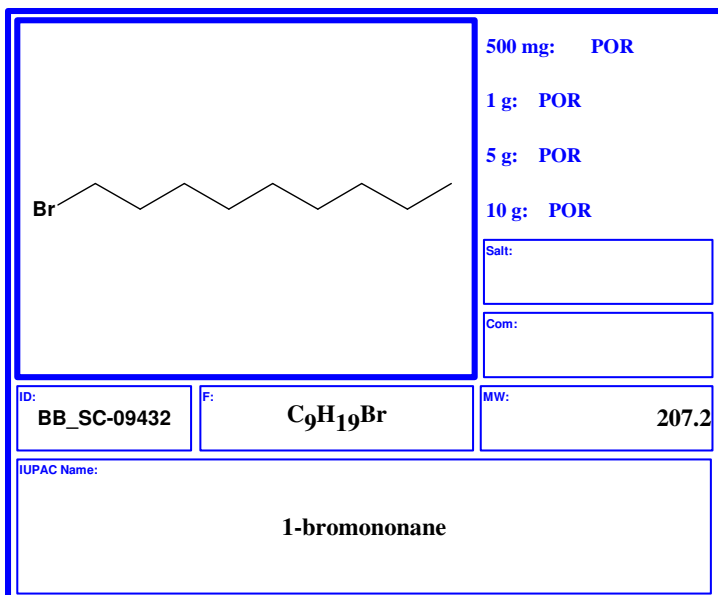 500 mg: POR
1 g: POR
5 g: POR
10 g: POR
Br
Salt:
Com:
ID:
BB_SC-09432
F:
C9H19Br
MW:
207.2
IUPAC Name:
1-bromononane